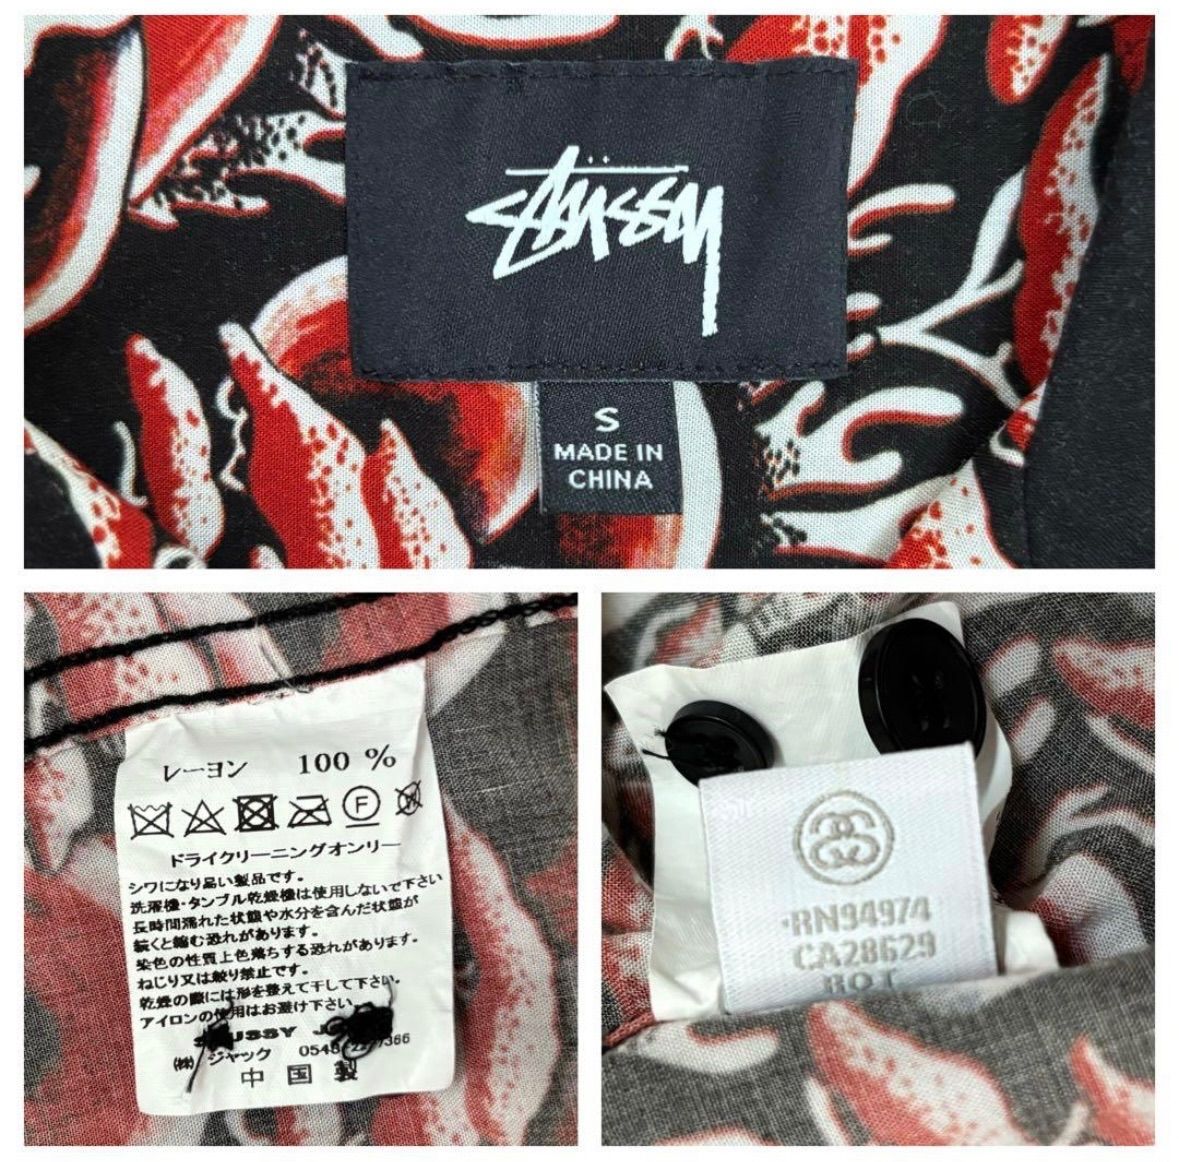 STÜSSY
S
MADE IN
CHINA
レーヨン 100 %
F
W
ドライクリーニングオンリー
シワになり易い製品です。
洗濯機・タンブル乾燥機は使用しないで下さい
長時間濡れた状態や水分を含んだ状態が
続くと縮む恐れがあります。
染色の性質上色落ちする恐れがあります。
ねじり又は絞り禁止です。
乾燥の際には形を整えて干して下さい。
アイロンの使用はお避け下さい。
(株) ジャック
中国製
RN94974
CA28629